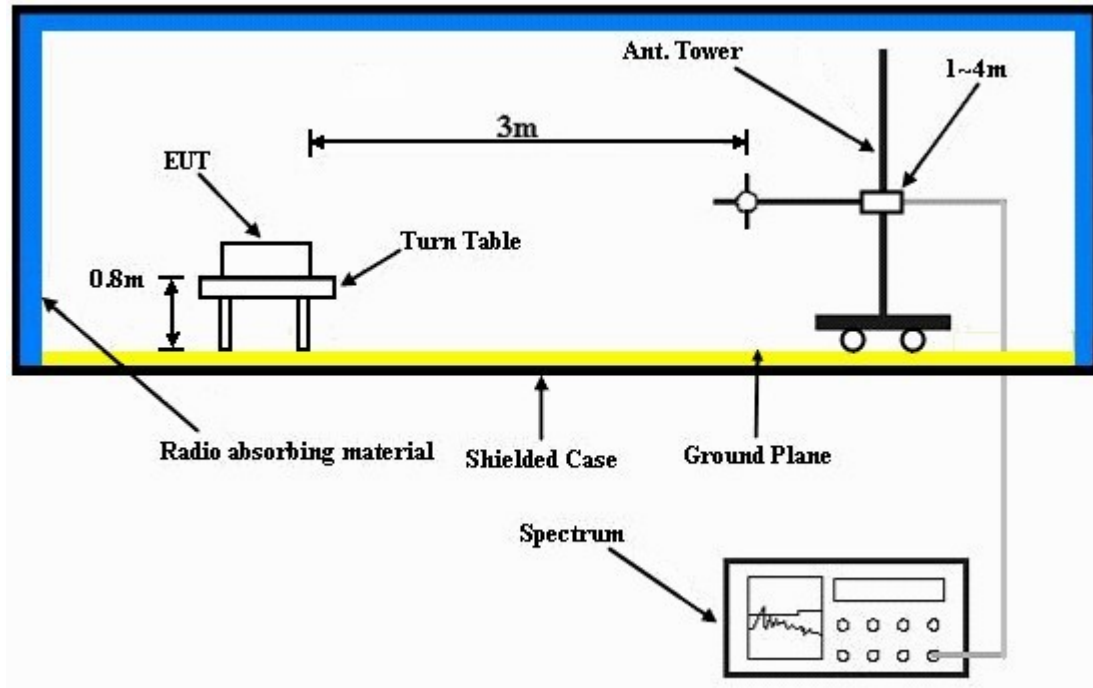 Ant. Tower
1~4m
3m
EUT
Turn Table
0.8m
Radio absorbing material
Shielded Case
Ground Plane
Spectrum